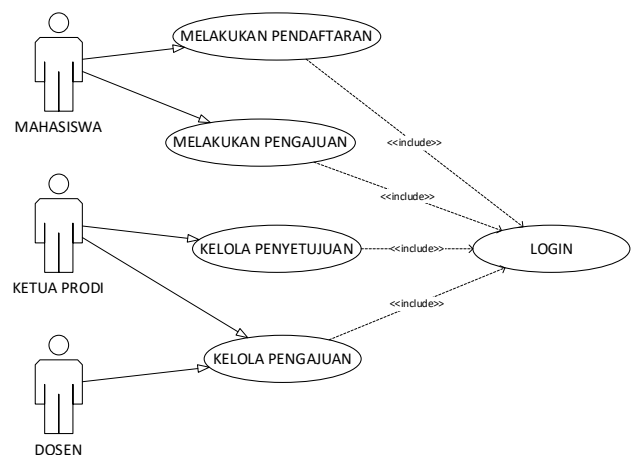 MELAKUKAN PENDAFTARAN
MAHASISWA
MELAKUKAN PENGAJUAN
<<include>>
<<include>>
KELOLA PENYETUJUAN
<<include>>
LOGIN
KETUA PRODI
<<include>>
KELOLA PENGAJUAN
DOSEN